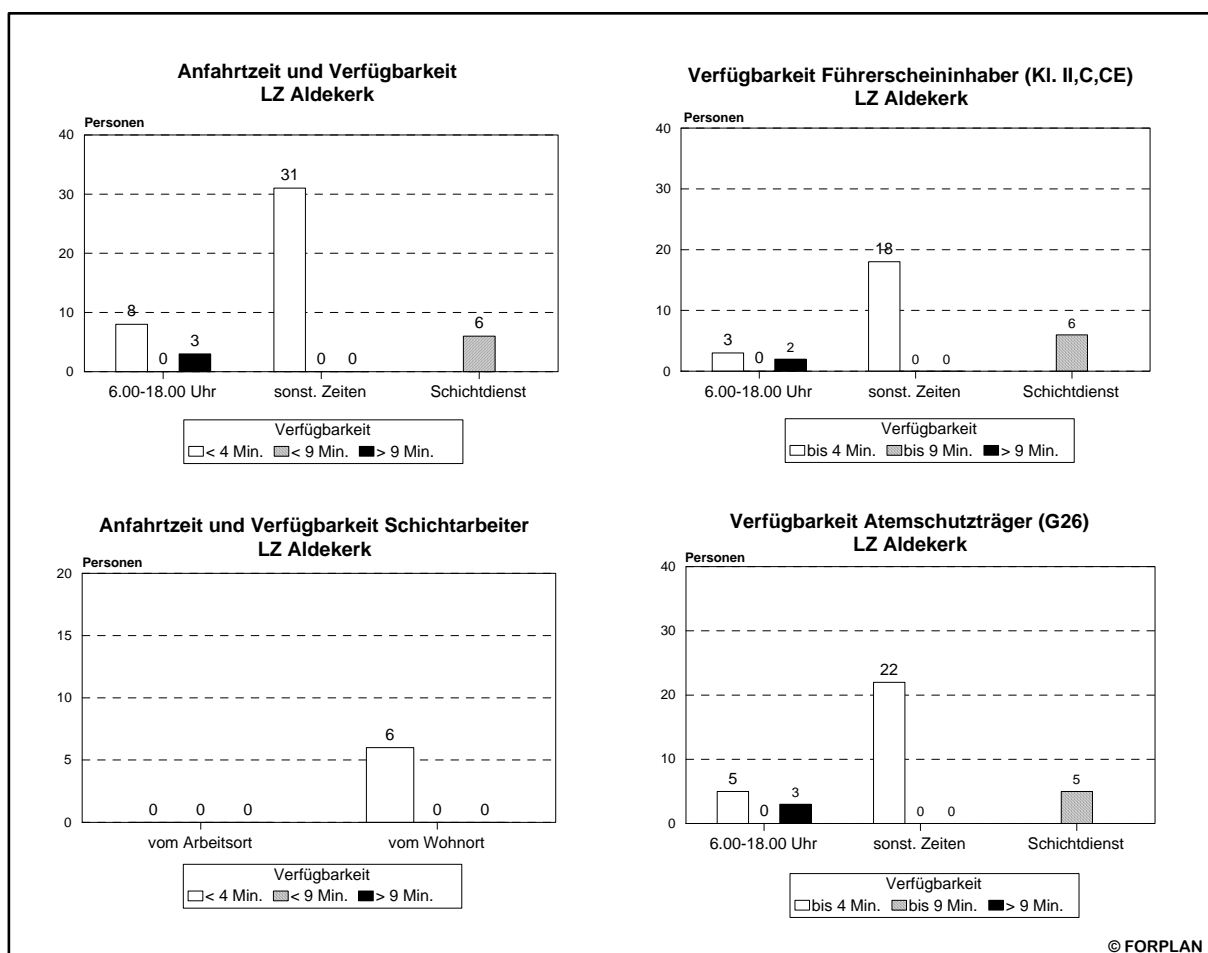 Anfahrtzeit und Verfügbarkeit
LZ Aldekerk
Personen
40
30
20
10
0
8
0
3
31
0
0
6
6.00-18.00 Uhr
sonst. Zeiten
Schichtdienst
Verfügbarkeit
< 4 Min.
< 9 Min.
> 9 Min.
Verfügbarkeit Führerscheininhaber (Kl. II,C,CE)
LZ Aldekerk
Personen
40
30
20
10
0
3
0
2
18
0
0
6
6.00-18.00 Uhr
sonst. Zeiten
Schichtdienst
Verfügbarkeit
bis 4 Min.
bis 9 Min.
> 9 Min.
Anfahrtzeit und Verfügbarkeit Schichtarbeiter
LZ Aldekerk
Personen
20
15
10
5
0
0
0
0
6
0
0
vom Arbeitsort
vom Wohnort
Verfügbarkeit
< 4 Min.
< 9 Min.
> 9 Min.
Verfügbarkeit Atemschutzträger (G26)
LZ Aldekerk
Personen
40
30
20
10
0
5
0
3
22
0
0
5
6.00-18.00 Uhr
sonst. Zeiten
Schichtdienst
Verfügbarkeit
bis 4 Min.
bis 9 Min.
> 9 Min.
© FORPLAN